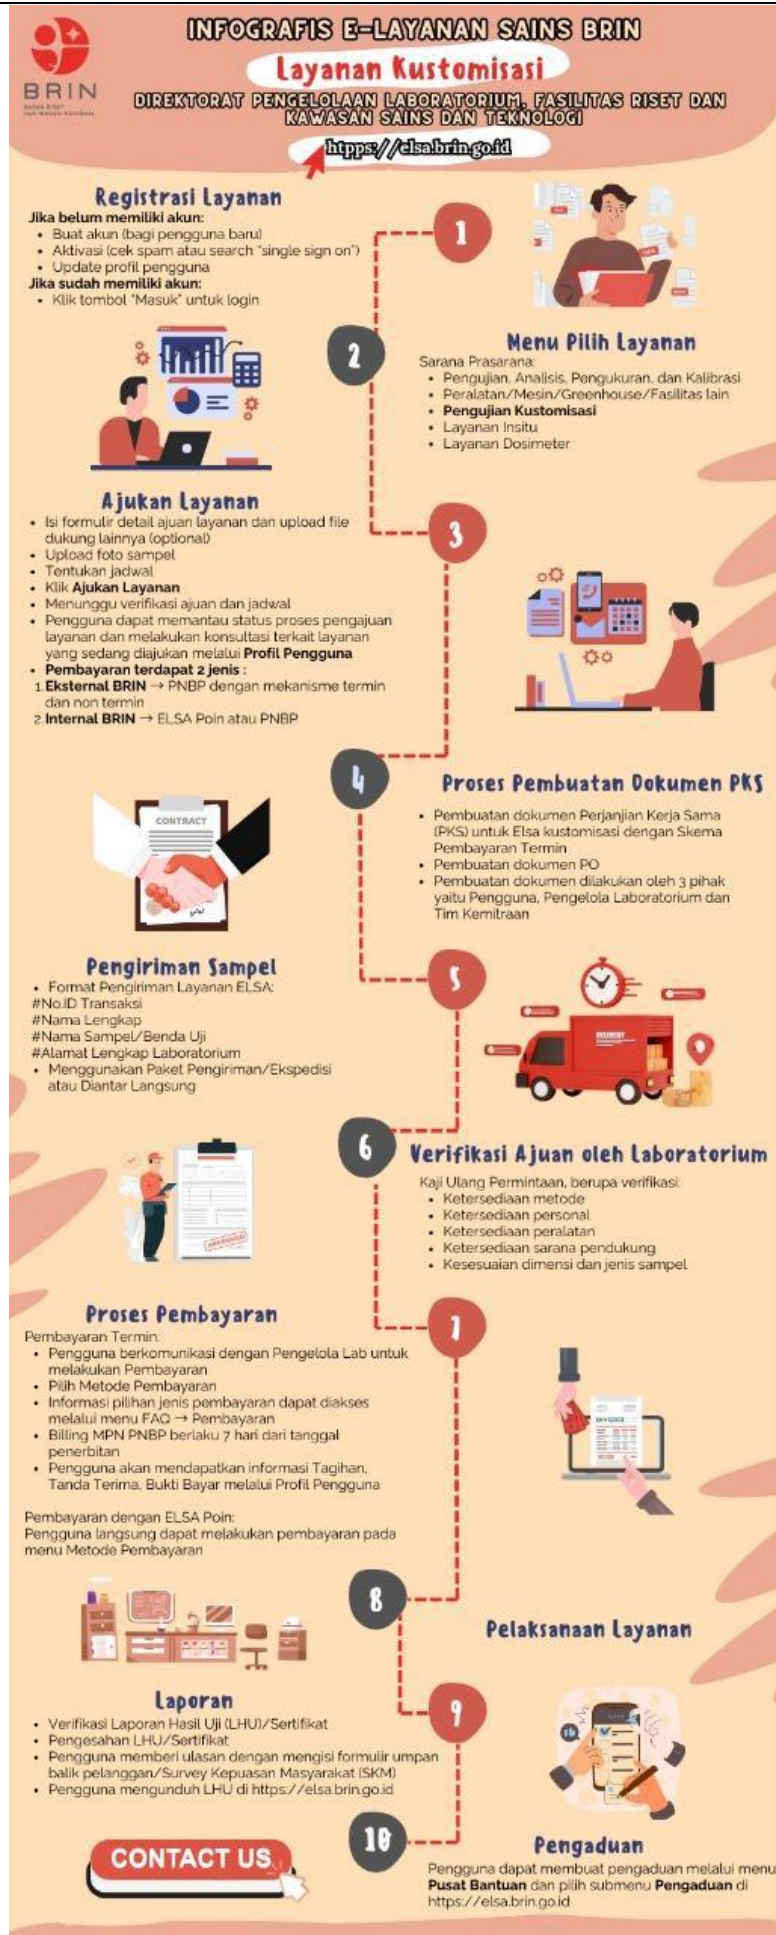 INFOGRAFIS E-LAYANAN SAINS BRIN
Layanan Kustomisasi
DIREKTORAT PENGELOLAAN LABORATORIUM, FASILITAS RISET DAN
KAWASAN SAINS DAN TEKNOLOGI
htpps://elsa.brin.go.id
BRIN
BADAN RISET
DAN INOVASI NASIONAL
Registrasi Layanan
Jika belum memiliki akun:
• Buat akun (bagi pengguna baru)
• Aktivasi (cek spam atau search "single sign on")
• Update profil pengguna
Jika sudah memiliki akun:
• Klik tombol "Masuk" untuk login
1
2
Menu Pilih Layanan
Sarana Prasarana:
• Pengujian, Analisis, Pengukuran, dan Kalibrasi
• Peralatan/Mesin/Greenhouse/Fasilitas lain
• Pengujian Kustomisasi
• Layanan Insitu
• Layanan Dosimeter
Ajukan Layanan
• Isi formulir detail ajuan layanan dan upload file
dukung lainnya (optional)
• Upload foto sampel
• Tentukan jadwal
• Klik Ajukan Layanan
• Menunggu verifikasi ajuan dan jadwal
• Pengguna dapat memantau status proses pengajuan
layanan dan melakukan konsultasi terkait layanan
yang sedang diajukan melalui Profil Pengguna
• Pembayaran terdapat 2 jenis :
1. Eksternal BRIN → PNBP dengan mekanisme termin
dan non termin
2. Internal BRIN → ELSA Poin atau PNBP
3
4
CONTRACT
Proses Pembuatan Dokumen PKS
• Pembuatan dokumen Perjanjian Kerja Sama
(PKS) untuk Elsa kustomisasi dengan Skema
Pembayaran Termin
• Pembuatan dokumen PO
• Pembuatan dokumen dilakukan oleh 3 pihak
yaitu Pengguna, Pengelola Laboratorium dan
Tim Kemitraan
Pengiriman Sampel
• Format Pengiriman Layanan ELSA:
#No.ID Transaksi
#Nama Lengkap
#Nama Sampel/Benda Uji
#Alamat Lengkap Laboratorium
• Menggunakan Paket Pengiriman/Ekspedisi
atau Diantar Langsung
5
DELIVERY
6
APPROVED
Verifikasi Ajuan oleh Laboratorium
Kaji Ulang Permintaan, berupa verifikasi:
• Ketersediaan metode
• Ketersediaan personal
• Ketersediaan peralatan
• Ketersediaan sarana pendukung
• Kesesuaian dimensi dan jenis sampel
Proses Pembayaran
Pembayaran Termin:
• Pengguna berkomunikasi dengan Pengelola Lab untuk
melakukan Pembayaran
• Pilih Metode Pembayaran
• Informasi pilihan jenis pembayaran dapat diakses
melalui menu FAQ → Pembayaran
• Billing MPN PNBP berlaku 7 hari dari tanggal
penerbitan
• Pengguna akan mendapatkan informasi Tagihan,
Tanda Terima, Bukti Bayar melalui Profil Pengguna
Pembayaran dengan ELSA Poin:
Pengguna langsung dapat melakukan pembayaran pada
menu Metode Pembayaran
7
INVOICE
8
Pelaksanaan Layanan
Laporan
• Verifikasi Laporan Hasil Uji (LHU)/Sertifikat
• Pengesahan LHU/Sertifikat
• Pengguna memberi ulasan dengan mengisi formulir umpan
balik pelanggan/Survey Kepuasan Masyarakat (SKM)
• Pengguna mengunduh LHU di https://elsa.brin.go.id
9
10
CONTACT US
Pengaduan
Pengguna dapat membuat pengaduan melalui menu
Pusat Bantuan dan pilih submenu Pengaduan di
https://elsa.brin.go.id